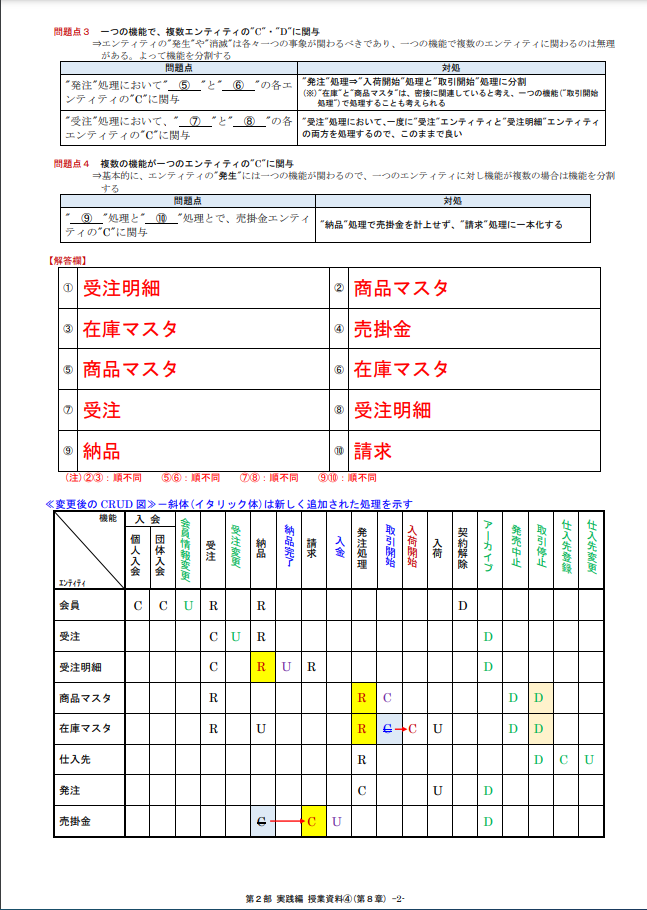 問題点3 一つの機能で、複数エンティティの"C"・"D"に関与
⇒エンティティの"発生"や"消滅"は各々一つの事象が関わるべきであり、一つの機能で複数のエンティティに関わるのは無理
がある。よって機能を分割する
問題点 対処
"発注"処理において" ⑤ "と" ⑥ "の各エ
ンティティの"C"に関与
"発注"処理⇒"入荷開始"処理と"取引開始"処理に分割
(※)"在庫"と"商品マスタ"は、密接に関連していると考え、一つの機能("取引開始
処理")で処理することも考えられる
"受注"処理において、" ⑦ "と" ⑧ "の各
エンティティの"C"に関与
"受注"処理において、一度に"受注"エンティティと"受注明細"エンティティ
の両方を処理するので、このままで良い
問題点4 複数の機能が一つのエンティティの"C"に関与
⇒基本的に、エンティティの"発生"には一つの機能が関わるので、一つのエンティティに対し機能が複数の場合は機能を分割
する
問題点 対処
" ⑨ "処理と" ⑩ "処理とで、売掛金エンティ
ティの"C"に関与
"納品"処理で売掛金を計上せず、"請求"処理に一本化する
【解答欄】
① 受注明細 ② 商品マスタ
③ 在庫マスタ ④ 売掛金
⑤ 商品マスタ ⑥ 在庫マスタ
⑦ 受注 ⑧ 受注明細
⑨ 納品 ⑩ 請求
(注)②③:順不同 ⑤⑥:順不同 ⑦⑧:順不同 ⑨⑩:順不同
≪変更後のCRUD図≫-斜体(イタリック体)は新しく追加された処理を示す
機能
エンティティ
入会
個人入会 団体入会 会員情報変更 受注 受注変更 納品 納品完了 請求 入金 発注処理 取引開始 入荷開始 入荷 契約解除 アーカイブ 発売中止 取引停止 仕入先登録 仕入先変更
会員 C C U R R D
受注 C U R D
受注明細 C R U R D
商品マスタ R R C D D
在庫マスタ R U R C→C U D D
仕入先 R D C U
発注 C U D
売掛金 C→C U D
第2部 実践編 授業資料④(第8章) -2-